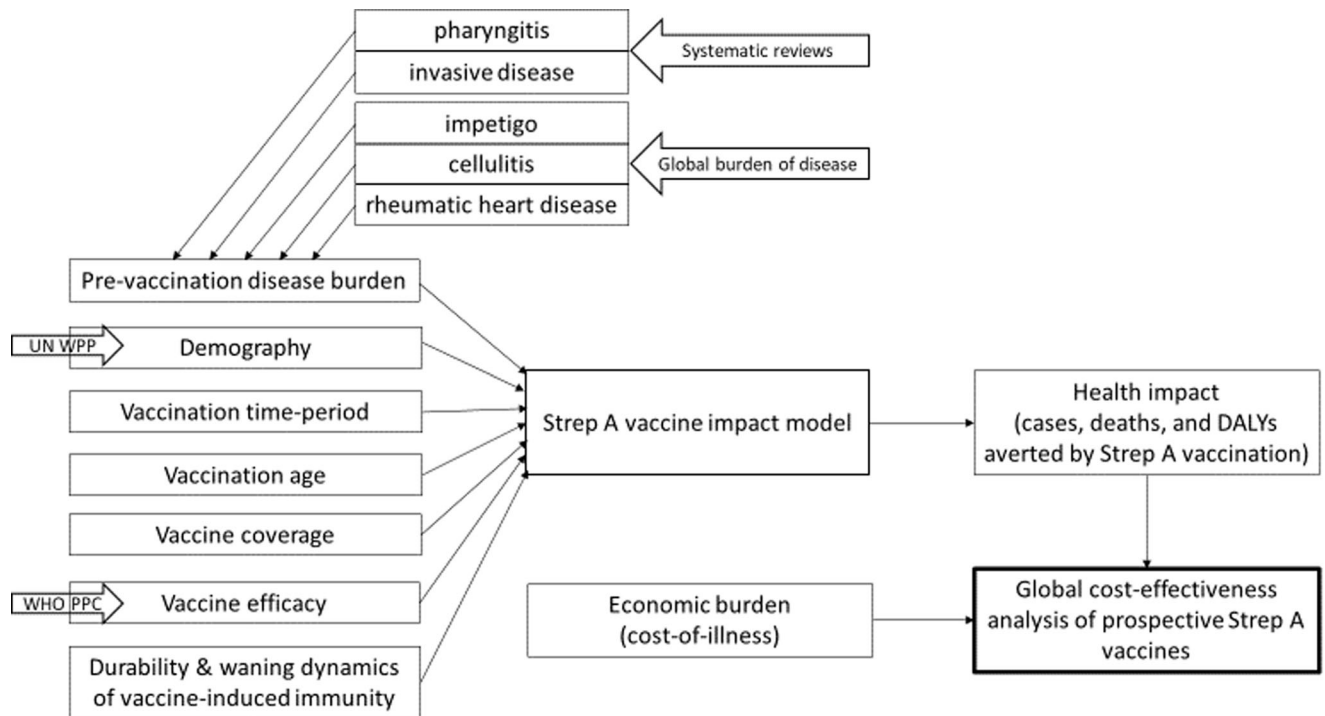 pharyngitis
Systematic reviews
invasive disease
impetigo
cellulitis
Global burden of disease
rheumatic heart disease
Pre-vaccination disease burden
UN WPP
Demography
Vaccination time-period
Vaccination age
Vaccine coverage
WHO PPC
Vaccine efficacy
Durability & waning dynamics
of vaccine-induced immunity
Strep A vaccine impact model
Health impact
(cases, deaths, and DALYs
averted by Strep A vaccination)
Economic burden
(cost-of-illness)
Global cost-effectiveness
analysis of prospective Strep A
vaccines